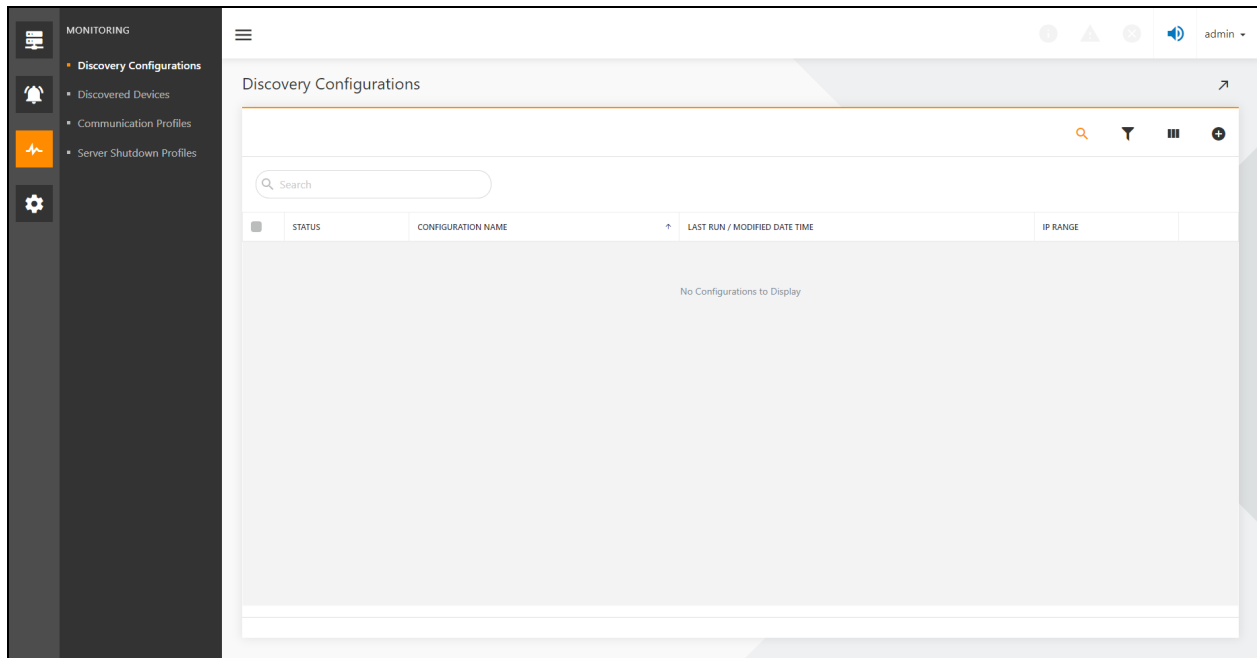 MONITORING
Discovery Configurations
Discovered Devices
Communication Profiles
Server Shutdown Profiles
admin
Discovery Configurations
Search
STATUS CONFIGURATION NAME LAST RUN / MODIFIED DATE TIME IP RANGE
No Configurations to Display